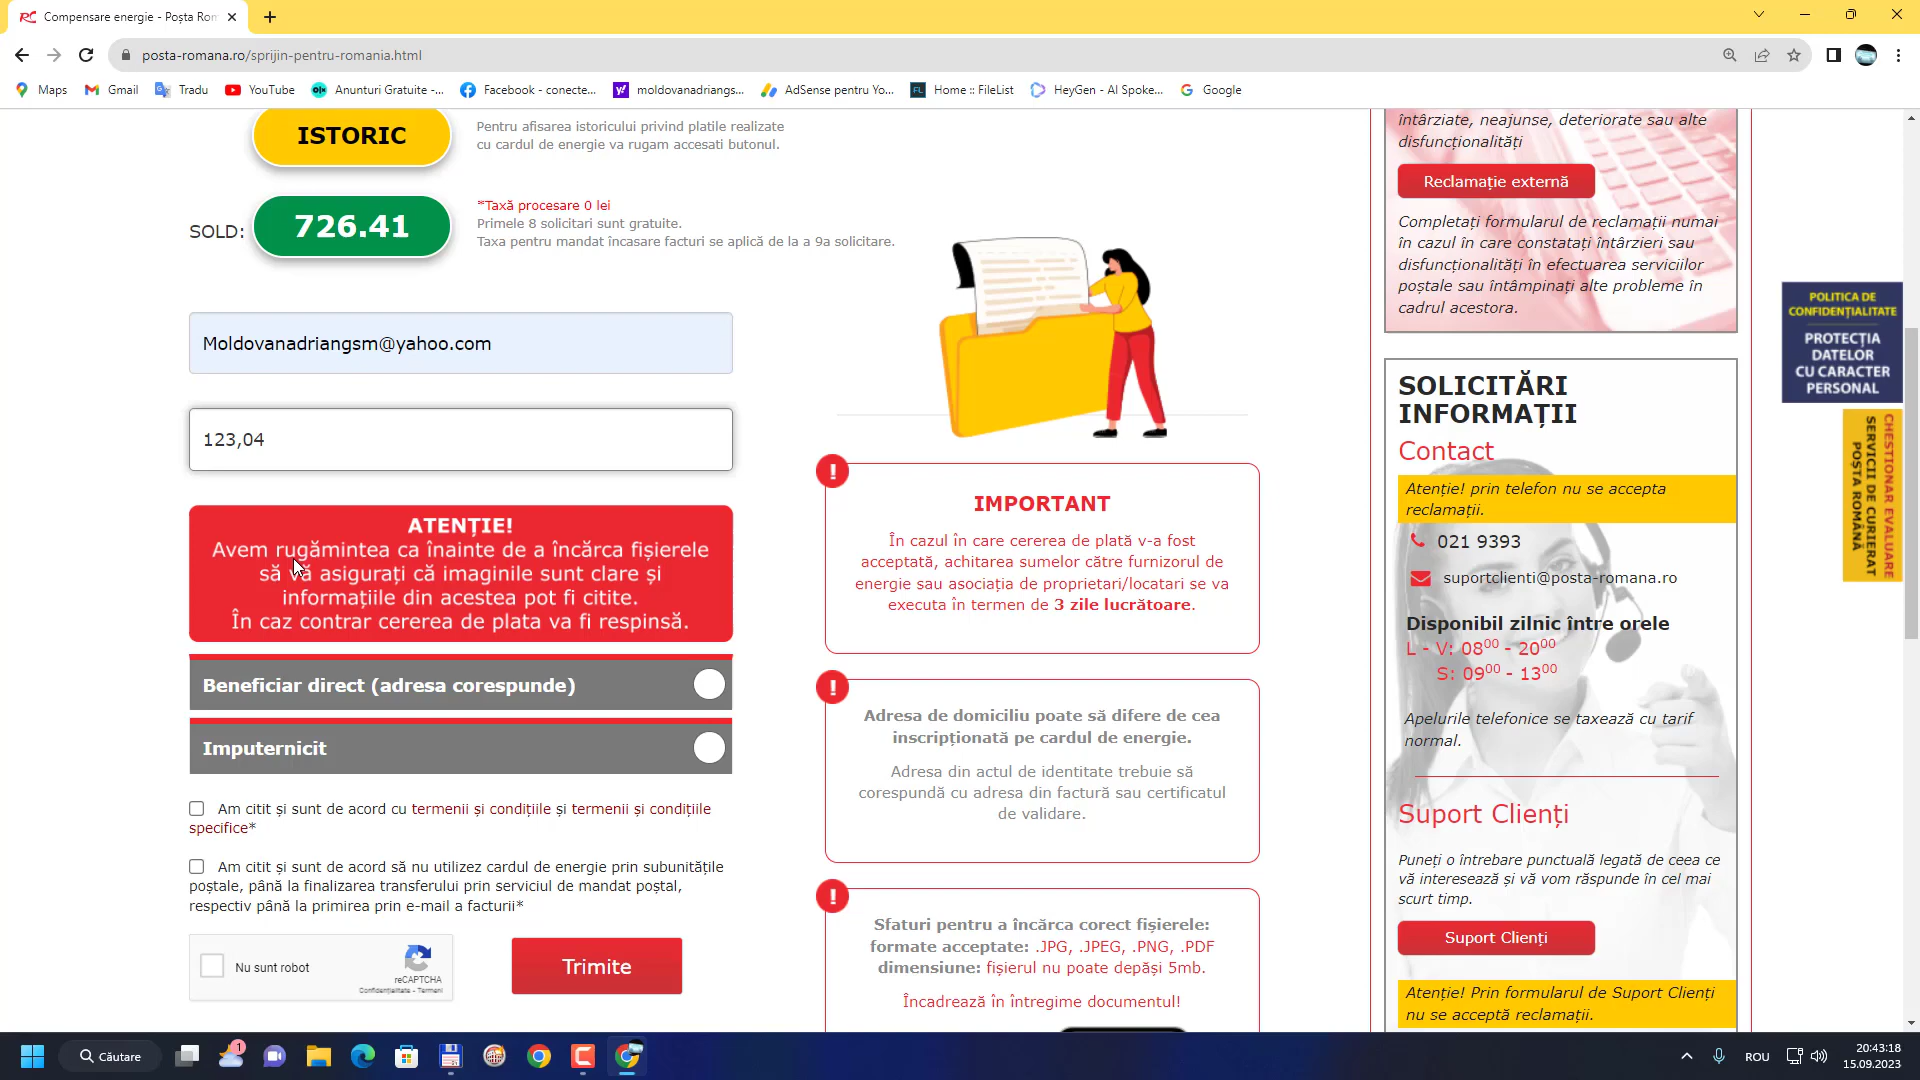 Compensare energie - Poșta Rom
posta-romana.ro/sprijin-pentru-romania.html
Maps
Gmail
Tradu
YouTube
Anunturi Gratuite -...
Facebook - conecte...
moldovanadriangs...
AdSense pentru Yo...
FL
Home :: FileList
HeyGen - AI Spoke...
Google
ISTORIC
Pentru afisarea istoricului privind platile realizate
cu cardul de energie va rugam accesati butonul.
SOLD:
726.41
*Taxă procesare 0 lei
Primele 8 solicitari sunt gratuite.
Taxa pentru mandat încasare facturi se aplică de la a 9a solicitare.
Moldovanadriangsm@yahoo.com
123,04
ATENȚIE!
Avem rugămintea ca înainte de a încărca fișierele
să vă asigurați că imaginile sunt clare și
informațiile din acestea pot fi citite.
În caz contrar cererea de plata va fi respinsă.
Beneficiar direct (adresa corespunde)
Imputernicit
Am citit și sunt de acord cu termenii și condițiile și termenii și condițiile
specifice*
Am citit și sunt de acord să nu utilizez cardul de energie prin subunitățile
poștale, până la finalizarea transferului prin serviciul de mandat poștal,
respectiv până la primirea prin e-mail a facturii*
Nu sunt robot
reCAPTCHA
Confidențialitate - Termeni
Trimite
!
IMPORTANT
În cazul în care cererea de plată v-a fost
acceptată, achitarea sumelor către furnizorul de
energie sau asociația de proprietari/locatari se va
executa în termen de 3 zile lucrătoare.
!
Adresa de domiciliu poate să difere de cea
inscripționată pe cardul de energie.
Adresa din actul de identitate trebuie să
corespundă cu adresa din factură sau certificatul
de validare.
!
Sfaturi pentru a încărca corect fișierele:
formate acceptate: .JPG, .JPEG, .PNG, .PDF
dimensiune: fișierul nu poate depăși 5mb.
Încadrează în întregime documentul!
întârziate, neajunse, deteriorate sau alte
disfuncționalități
Reclamație externă
Completați formularul de reclamații numai
în cazul în care constatați întârzieri sau
disfuncționalități în efectuarea serviciilor
poștale sau întâmpinați alte probleme în
cadrul acestora.
SOLICITĂRI
INFORMAȚII
Contact
Atenție! prin telefon nu se accepta
reclamații.
021 9393
suportclienti@posta-romana.ro
Disponibil zilnic între orele
L - V: 08⁰⁰ - 20⁰⁰
S: 09⁰⁰ - 13⁰⁰
Apelurile telefonice se taxează cu tarif
normal.
Suport Clienți
Puneți o întrebare punctuală legată de ceea ce
vă interesează și vă vom răspunde în cel mai
scurt timp.
Suport Clienți
Atenție! Prin formularul de Suport Clienți
nu se acceptă reclamații.
POLITICA DE
CONFIDENȚIALITATE
PROTECȚIA
DATELOR
CU CARACTER
PERSONAL
CHESTIONAR EVALUARE
SERVICII DE CURIERAT
POȘTA ROMÂNĂ
Căutare
1
ROU
20:43:18
15.09.2023